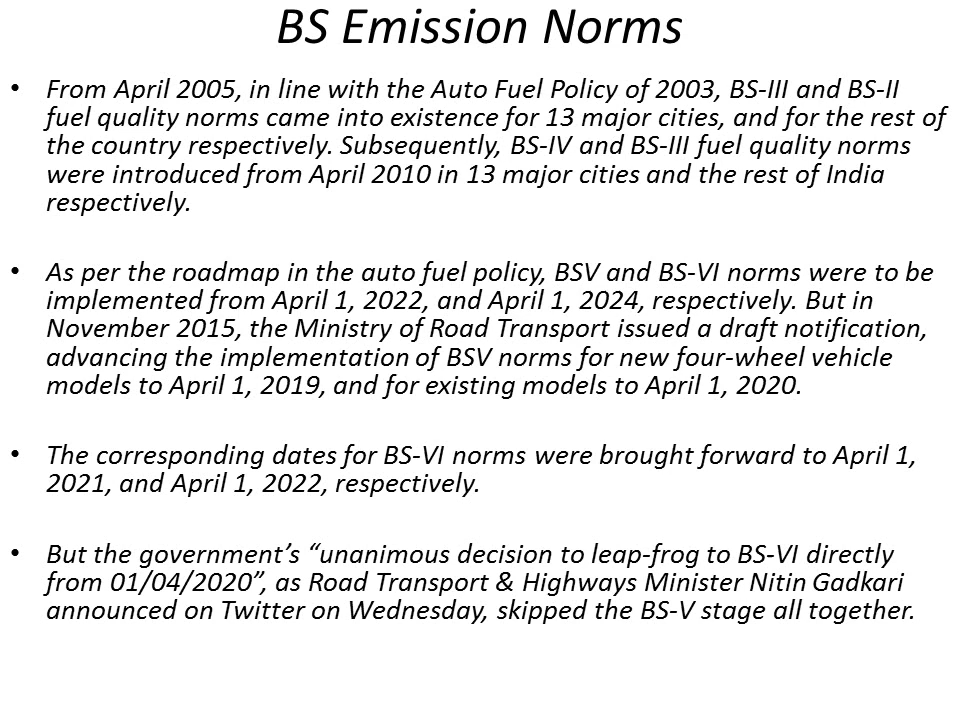 BS Emission Norms
• From April 2005, in line with the Auto Fuel Policy of 2003, BS-III and BS-II
fuel quality norms came into existence for 13 major cities, and for the rest of
the country respectively. Subsequently, BS-IV and BS-III fuel quality norms
were introduced from April 2010 in 13 major cities and the rest of India
respectively.
• As per the roadmap in the auto fuel policy, BSV and BS-VI norms were to be
implemented from April 1, 2022, and April 1, 2024, respectively. But in
November 2015, the Ministry of Road Transport issued a draft notification,
advancing the implementation of BSV norms for new four-wheel vehicle
models to April 1, 2019, and for existing models to April 1, 2020.
• The corresponding dates for BS-VI norms were brought forward to April 1,
2021, and April 1, 2022, respectively.
• But the government’s “unanimous decision to leap-frog to BS-VI directly
from 01/04/2020”, as Road Transport & Highways Minister Nitin Gadkari
announced on Twitter on Wednesday, skipped the BS-V stage all together.